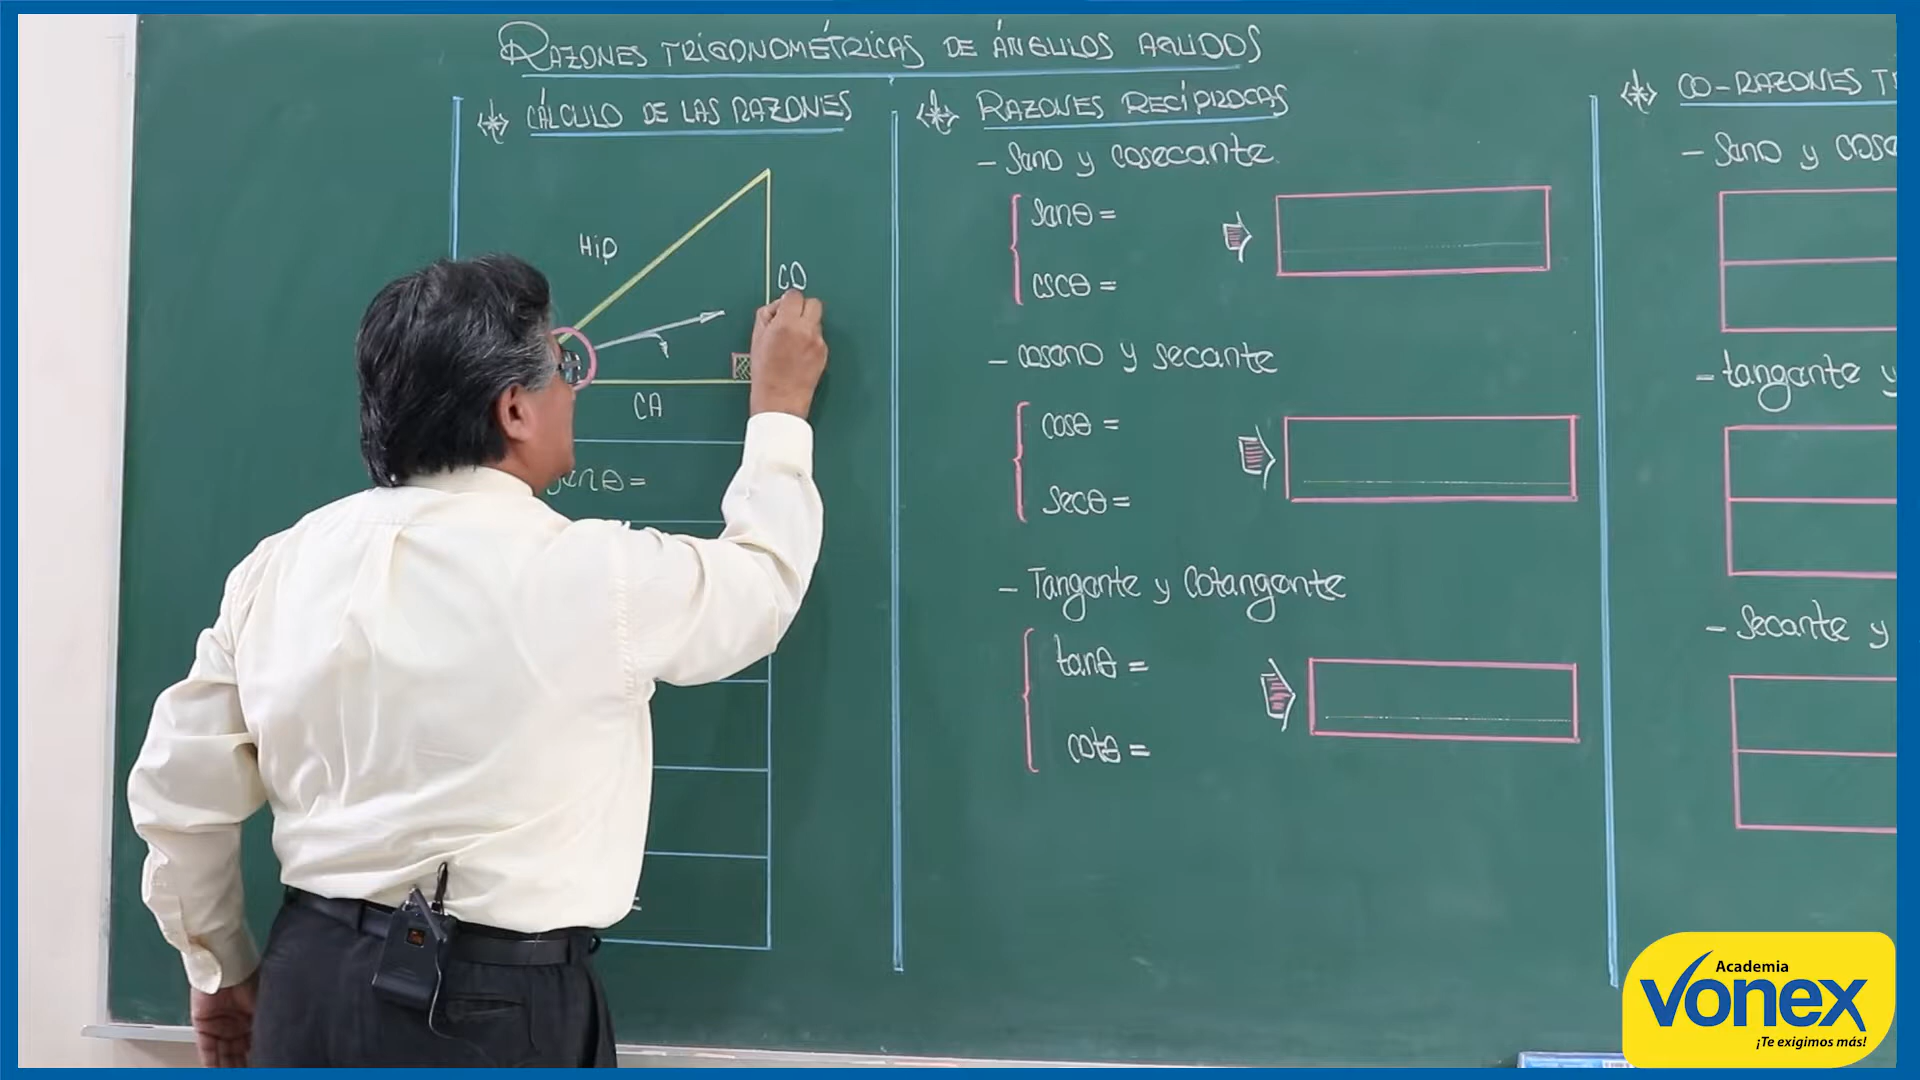 RAZONES TRIGONOMÉTRICAS DE ÁNGULOS AGUDOS
CÁLCULO DE LAS RAZONES
Hip
CO
CA
senθ =
=
RAZONES RECÍPROCAS
- Seno y cosecante
senθ =
cscθ =
- coseno y secante
cosθ =
secθ =
- Tangente y Cotangente
tanθ =
cotθ =
CO-RAZONES
- Seno y
- tangente y
- Secante y
Academia
Vonex
¡Te exigimos más!